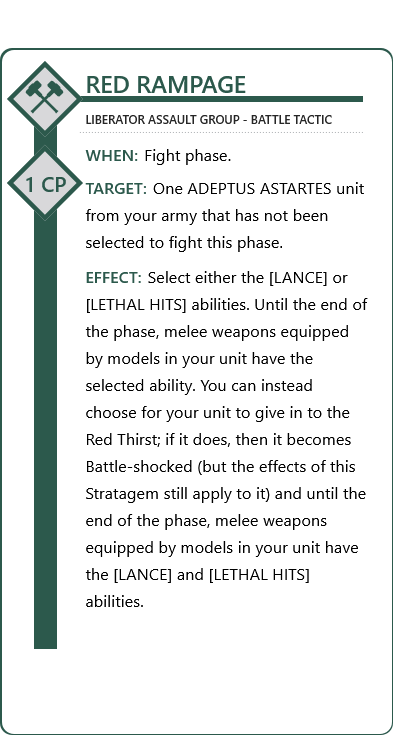 RED RAMPAGE
LIBERATOR ASSAULT GROUP - BATTLE TACTIC
WHEN: Fight phase.
1 CP
TARGET: One ADEPTUS ASTARTES unit
from your army that has not been
selected to fight this phase.
EFFECT: Select either the [LANCE] or
[LETHAL HITS] abilities. Until the end of
the phase, melee weapons equipped
by models in your unit have the
selected ability. You can instead
choose for your unit to give in to the
Red Thirst; if it does, then it becomes
Battle-shocked (but the effects of this
Stratagem still apply to it) and until the
end of the phase, melee weapons
equipped by models in your unit have
the [LANCE] and [LETHAL HITS]
abilities.